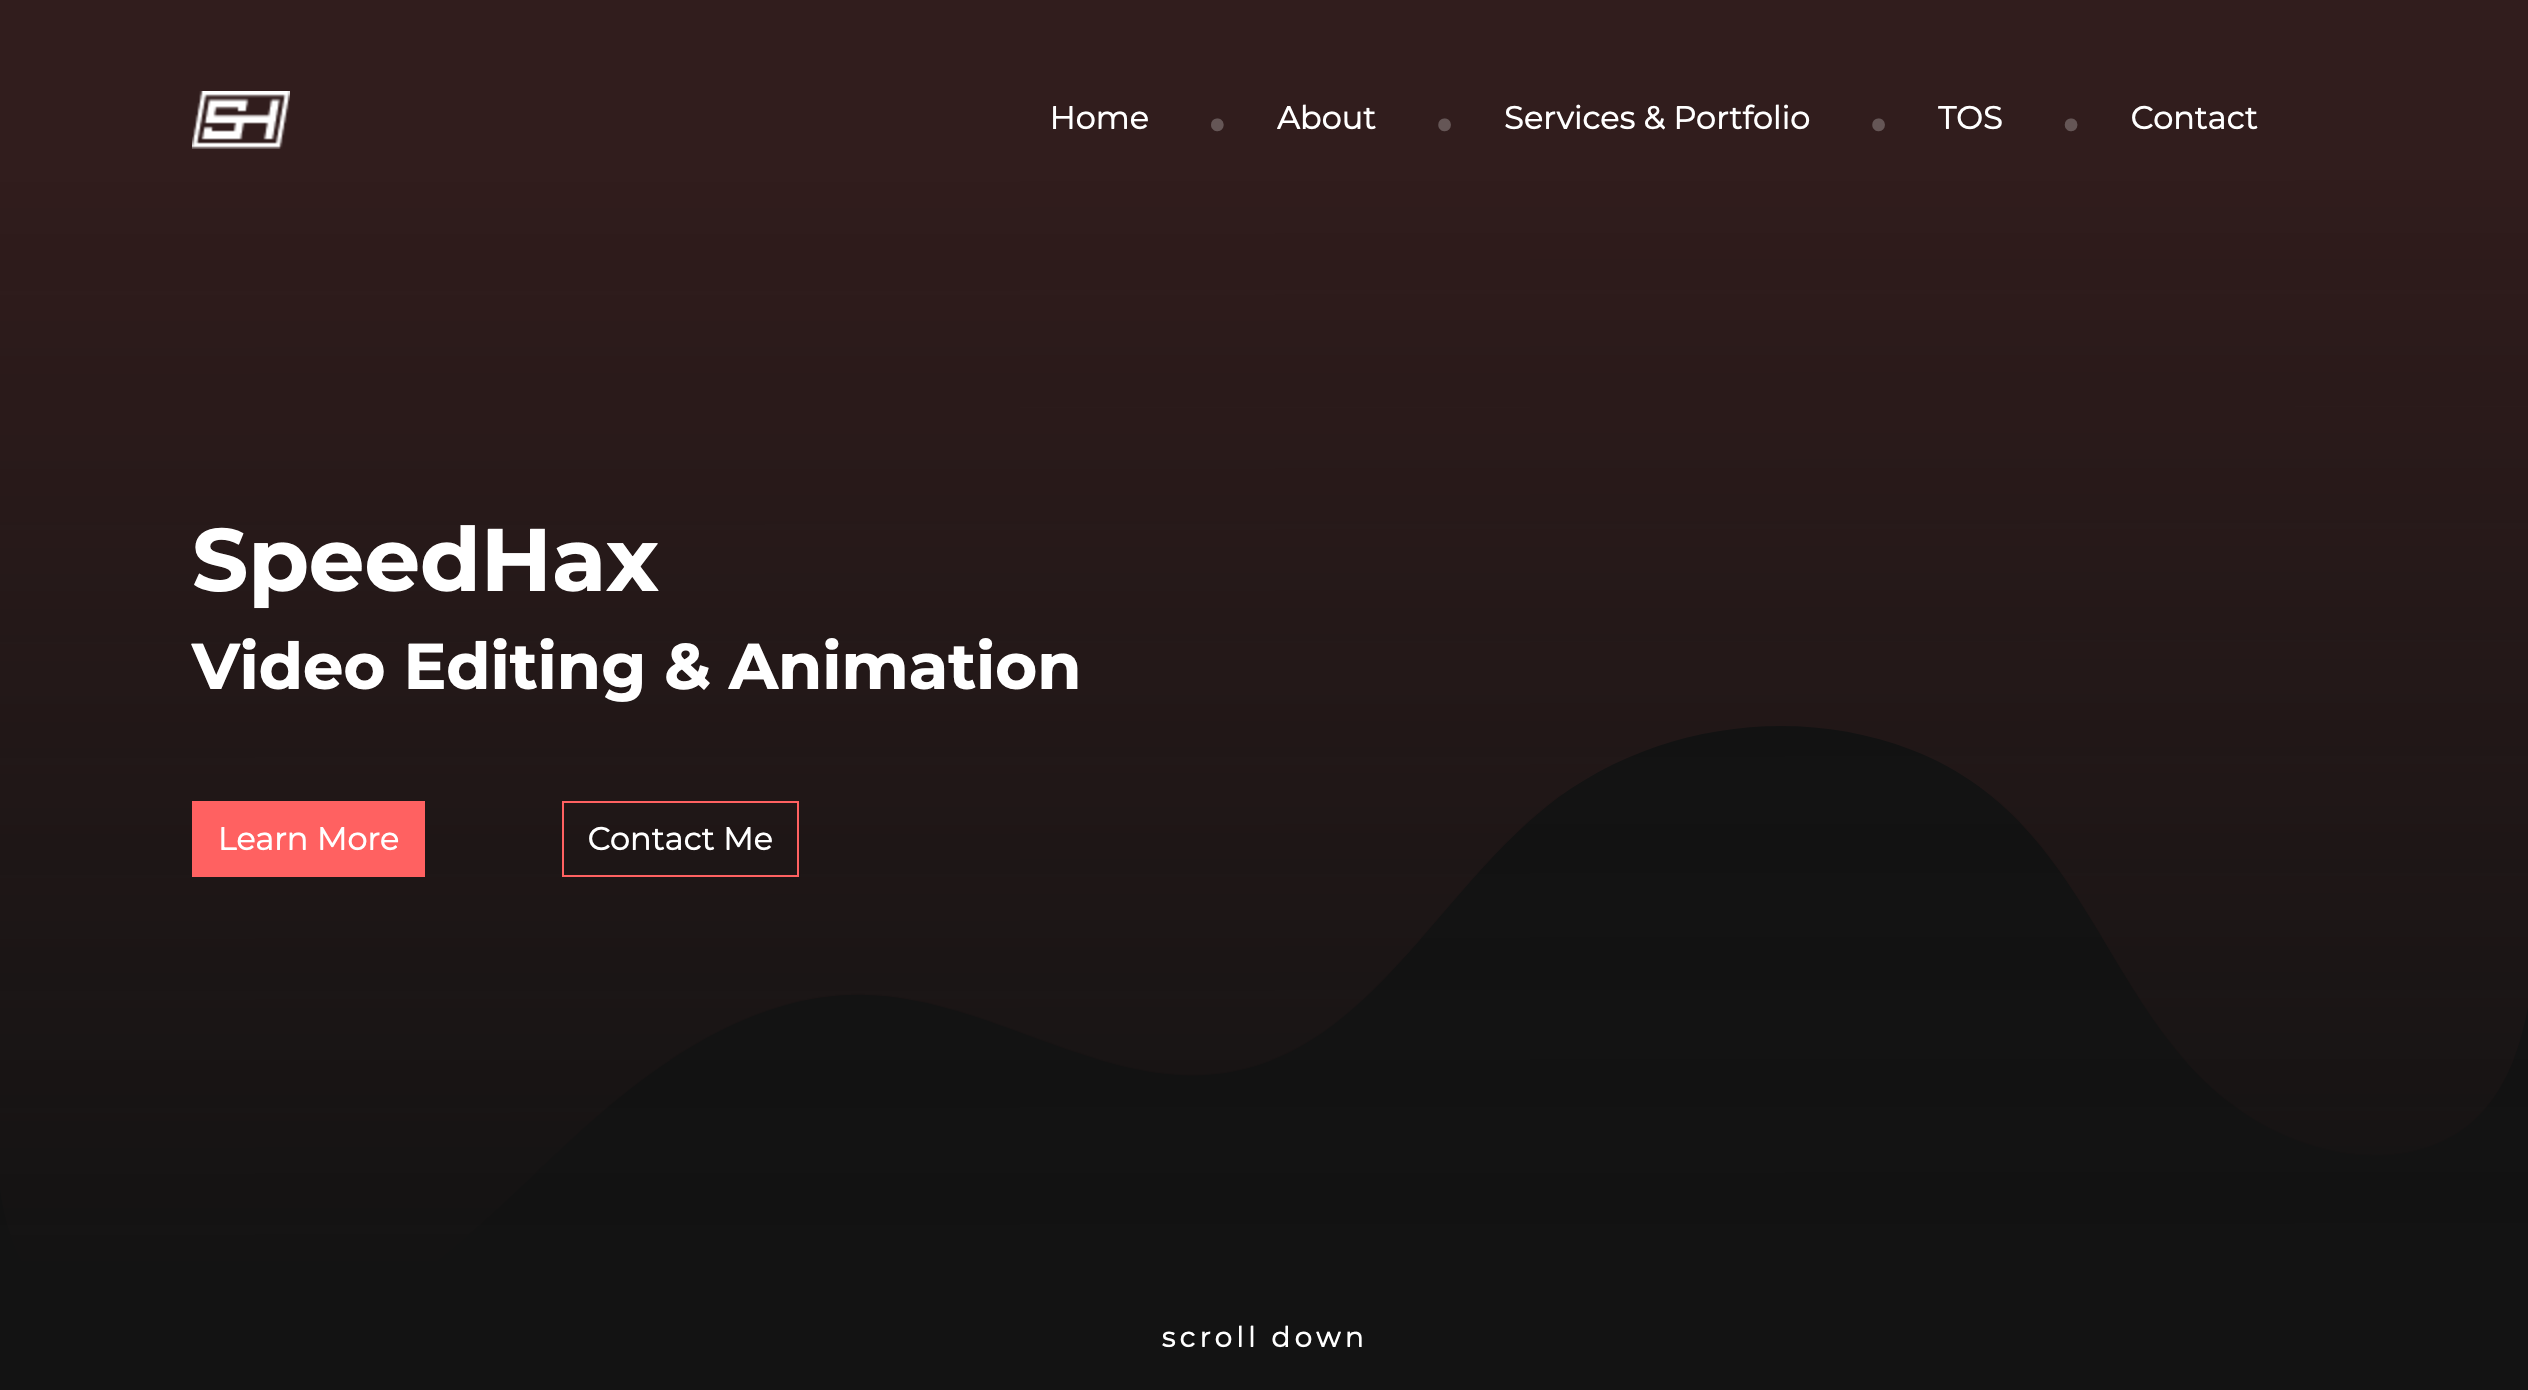 SH
Home About Services & Portfolio TOS Contact
SpeedHax
Video Editing & Animation
Learn More Contact Me
scroll down